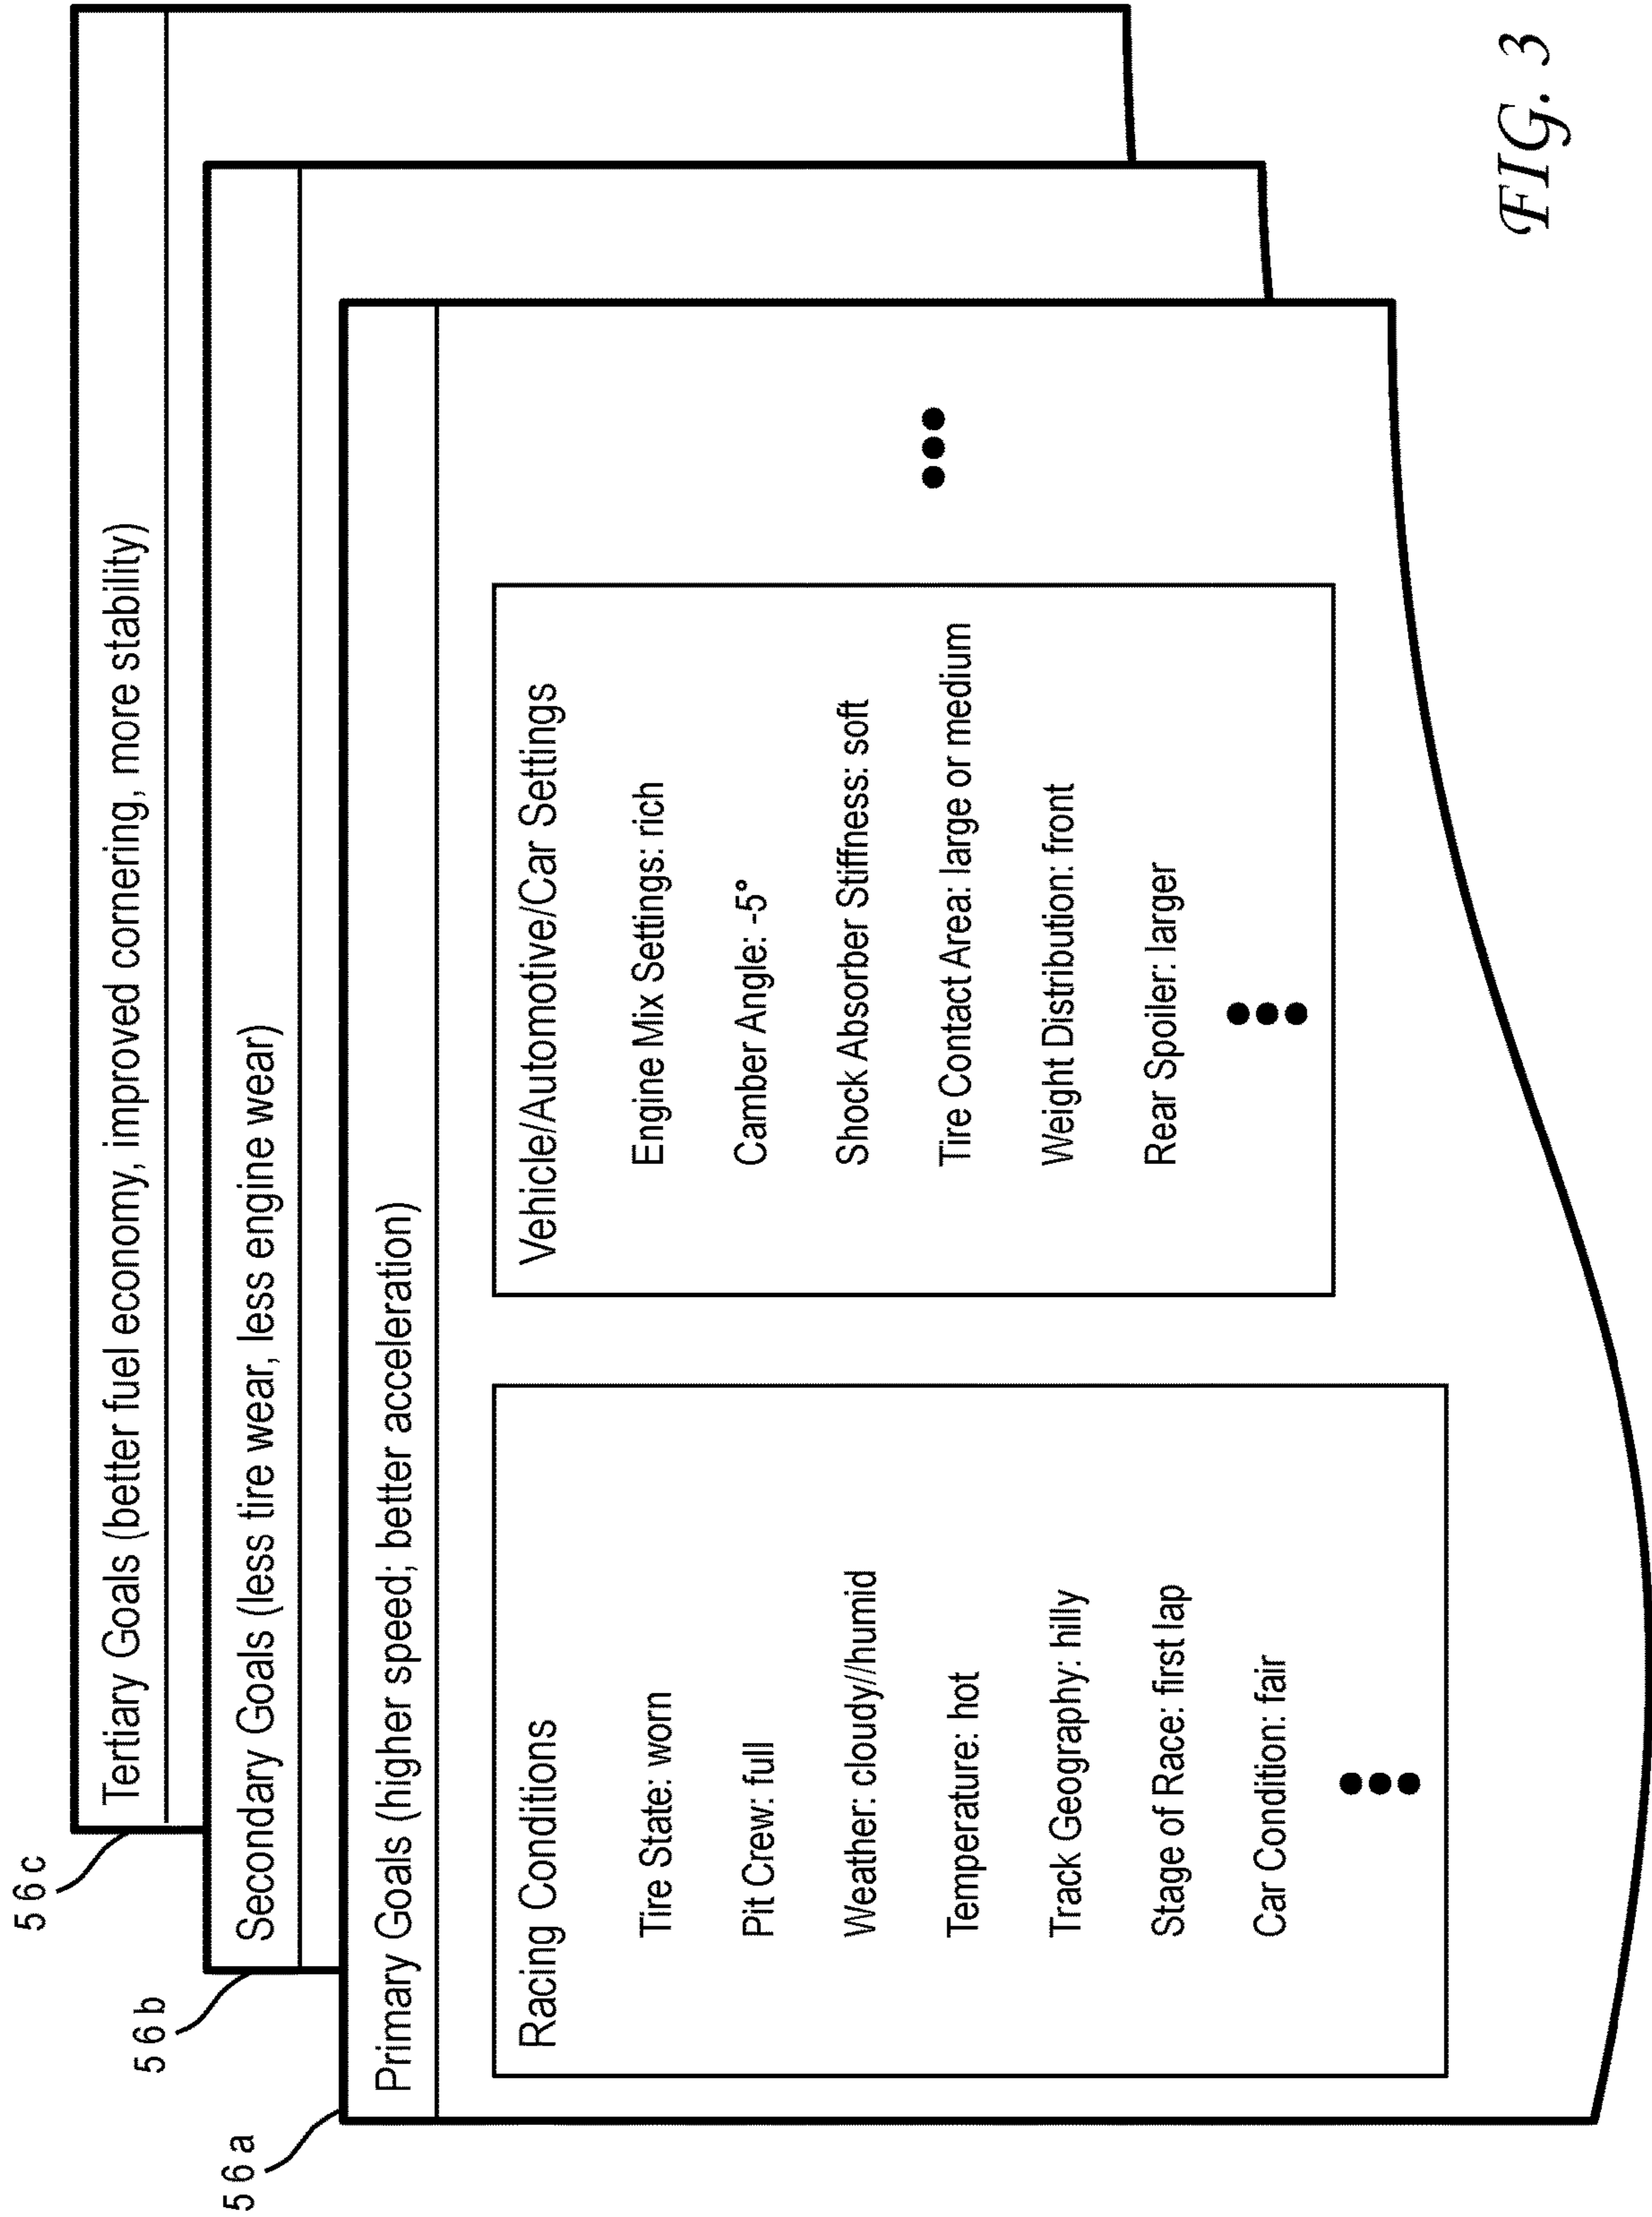 56c
Tertiary Goals (better fuel economy, improved cornering, more stability)
56b
Secondary Goals (less tire wear, less engine wear)
56a
Primary Goals (higher speed; better acceleration)
Racing Conditions
Tire State: worn
Pit Crew: full
Weather: cloudy//humid
Temperature: hot
Track Geography: hilly
Stage of Race: first lap
Car Condition: fair
Vehicle/Automotive/Car Settings
Engine Mix Settings: rich
Camber Angle: -5°
Shock Absorber Stiffness: soft
Tire Contact Area: large or medium
Weight Distribution: front
Rear Spoiler: larger
FIG. 3